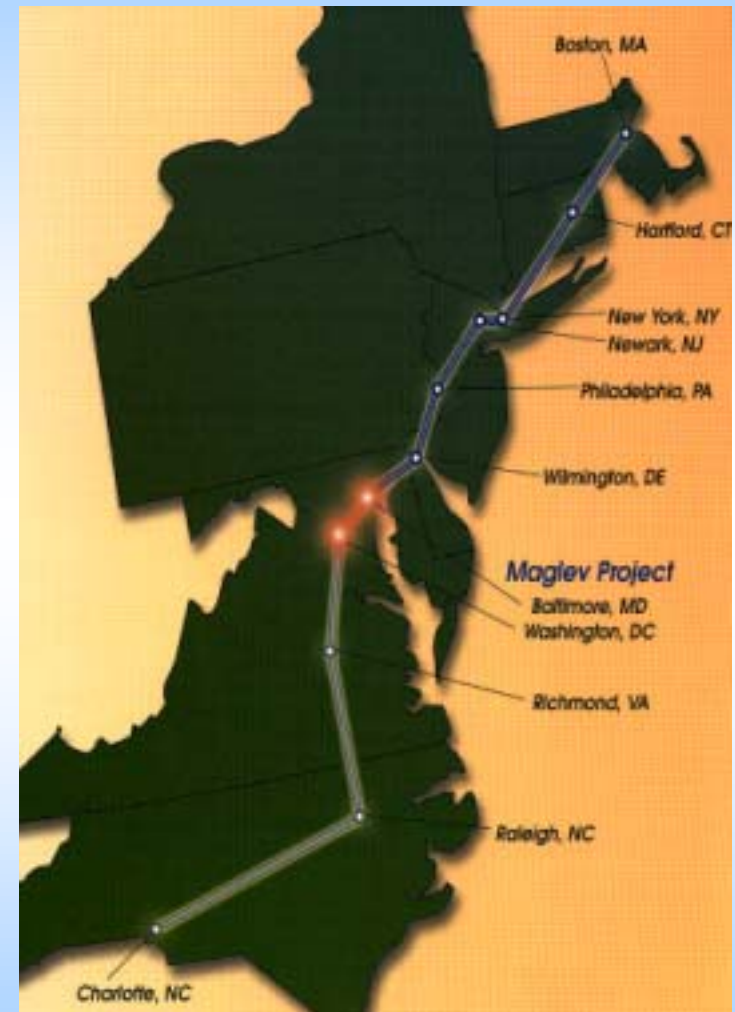 Boston, MA
Hartford, CT
New York, NY
Newark, NJ
Philadelphia, PA
Wilmington, DE
Maglev Project
Baltimore, MD
Washington, DC
Richmond, VA
Raleigh, NC
Charlotte, NC